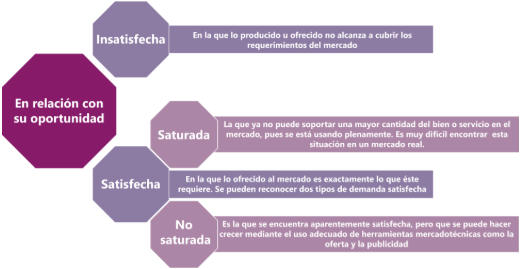 Insatisfecha
En la que lo producido u ofrecido no alcanza a cubrir los
requerimientos del mercado
En relación con
su oportunidad
Saturada
La que ya no puede soportar una mayor cantidad del bien o servicio en el
mercado, pues se está usando plenamente. Es muy difícil encontrar esta
situación en un mercado real.
Satisfecha
En la que lo ofrecido al mercado es exactamente lo que éste
requiere. Se pueden reconocer dos tipos de demanda satisfecha
No
saturada
Es la que se encuentra aparentemente satisfecha, pero que se puede hacer
crecer mediante el uso adecuado de herramientas mercadotécnicas como la
oferta y la publicidad